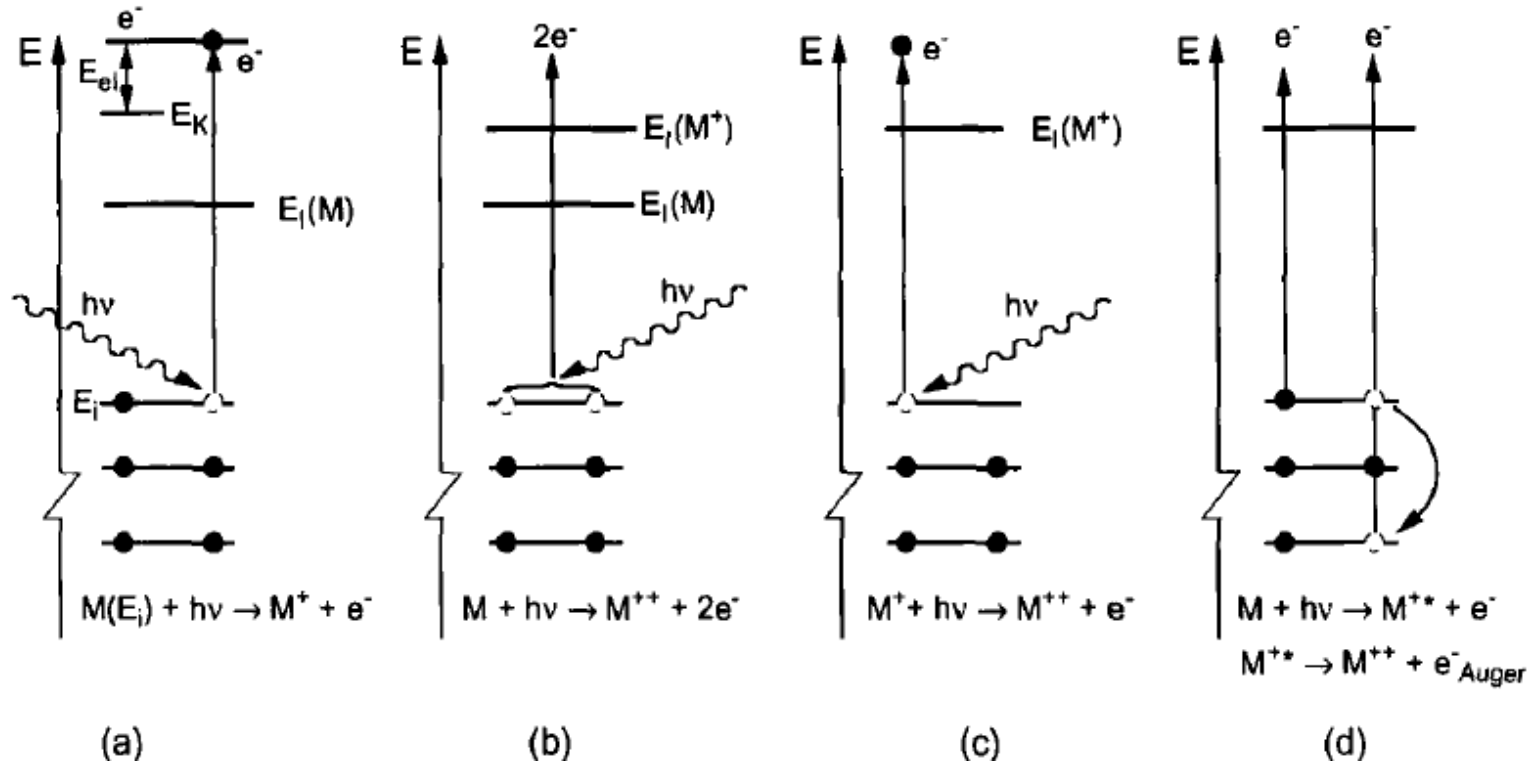 E
e⁻
e⁻
E_el
E_K
E_I(M)
hν
E_i
M(E_i) + hν → M⁺ + e⁻
(a)
E
2e⁻
E_I(M⁺)
E_I(M)
hν
M + hν → M⁺⁺ + 2e⁻
(b)
E
e⁻
E_I(M⁺)
hν
M⁺ + hν → M⁺⁺ + e⁻
(c)
E
e⁻
e⁻
M + hν → M⁺* + e⁻
M⁺* → M⁺⁺ + e⁻_Auger
(d)